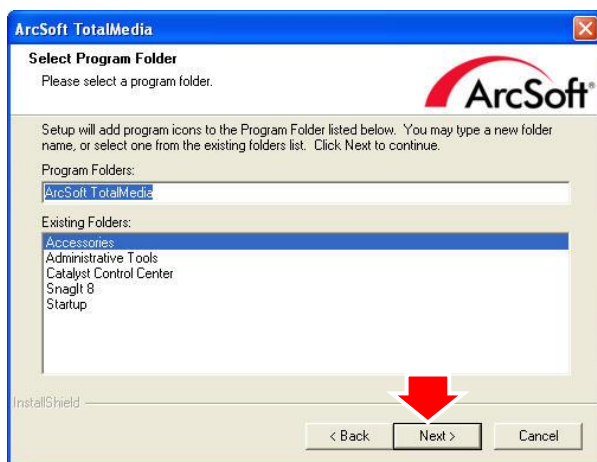 ArcSoft TotalMedia
Select Program Folder
Please select a program folder.
ArcSoft®
Setup will add program icons to the Program Folder listed below. You may type a new folder
name, or select one from the existing folders list. Click Next to continue.
Program Folders:
ArcSoft TotalMedia
Existing Folders:
Accessories
Administrative Tools
Catalyst Control Center
SnagIt 8
Startup
InstallShield
< Back Next > Cancel